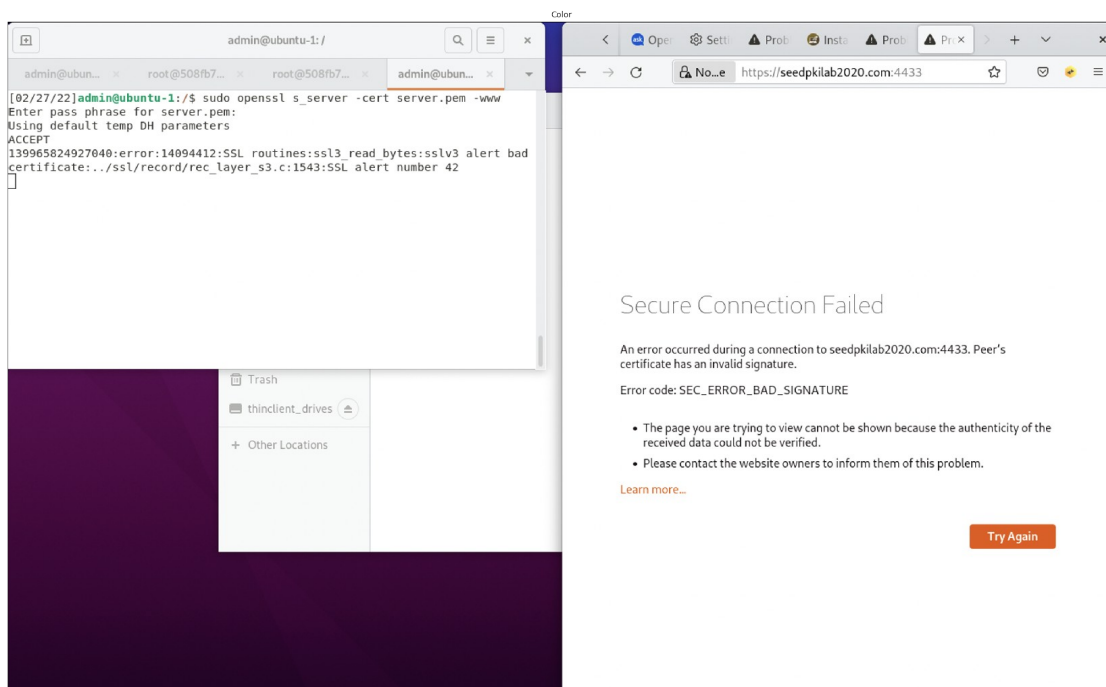 Color
admin@ubuntu-1: /
admin@ubun...
root@508fb7...
root@508fb7...
admin@ubun...
[02/27/22]admin@ubuntu-1:/$ sudo openssl s_server -cert server.pem -www
Enter pass phrase for server.pem:
Using default temp DH parameters
ACCEPT
139965824927040:error:14094412:SSL routines:ssl3_read_bytes:sslv3 alert bad
certificate:../ssl/record/rec_layer_s3.c:1543:SSL alert number 42
Trash
thinclient_drives
+ Other Locations
ask
Oper
Setti
Prob
Insta
Prob
Pro
No...e
https://seedpkilab2020.com:4433
Secure Connection Failed
An error occurred during a connection to seedpkilab2020.com:4433. Peer's
certificate has an invalid signature.
Error code: SEC_ERROR_BAD_SIGNATURE
• The page you are trying to view cannot be shown because the authenticity of the
received data could not be verified.
• Please contact the website owners to inform them of this problem.
Learn more...
Try Again